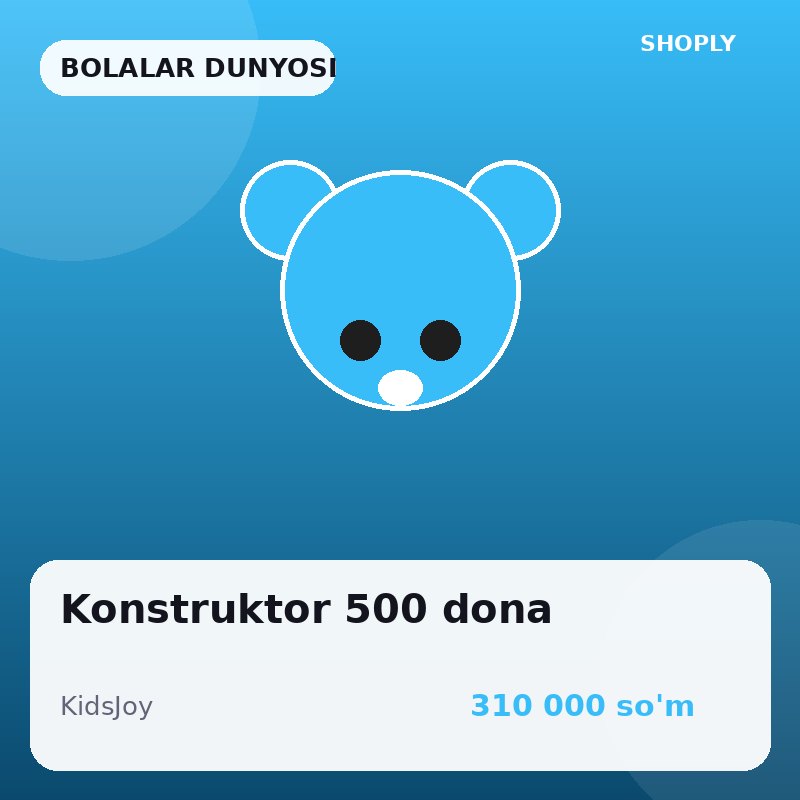 BOLALAR DUNYOSI
SHOPLY
Konstruktor 500 dona
KidsJoy
310 000 so'm